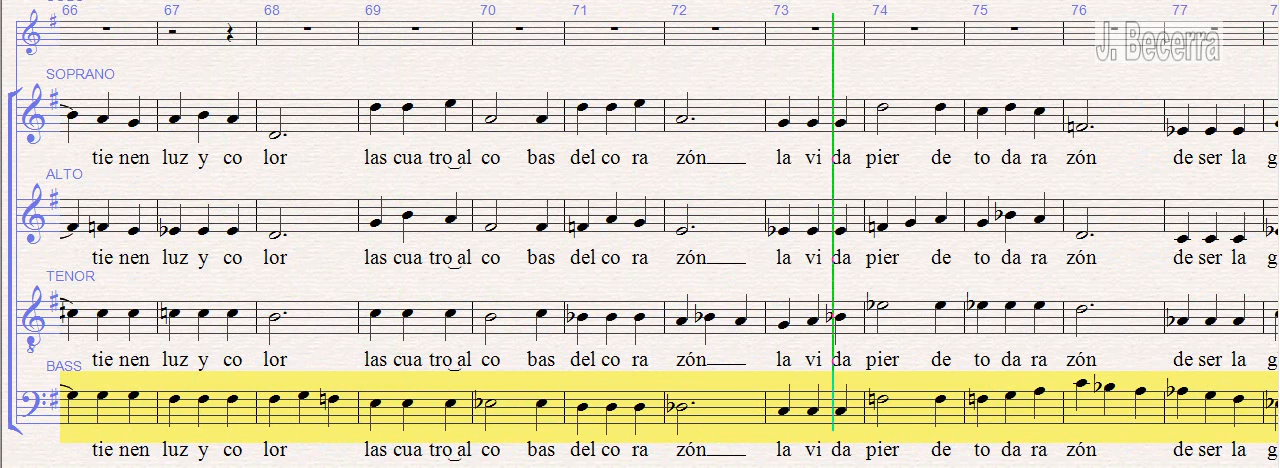 SOLO
66 67 68 69 70 71 72 73 74 75 76 77
J. Becerra
SOPRANO
tie nen luz y co lor las cua tro‿al co bas del co ra zón___ la vi da pier de to da ra zón de ser la g
ALTO
tie nen luz y co lor las cua tro‿al co bas del co ra zón___ la vi da pier de to da ra zón de ser la g
TENOR
8
tie nen luz y co lor las cua tro‿al co bas del co ra zón___ la vi da pier de to da ra zón de ser la g
BASS
tie nen luz y co lor las cua tro‿al co bas del co ra zón___ la vi da pier de to da ra zón de ser la g